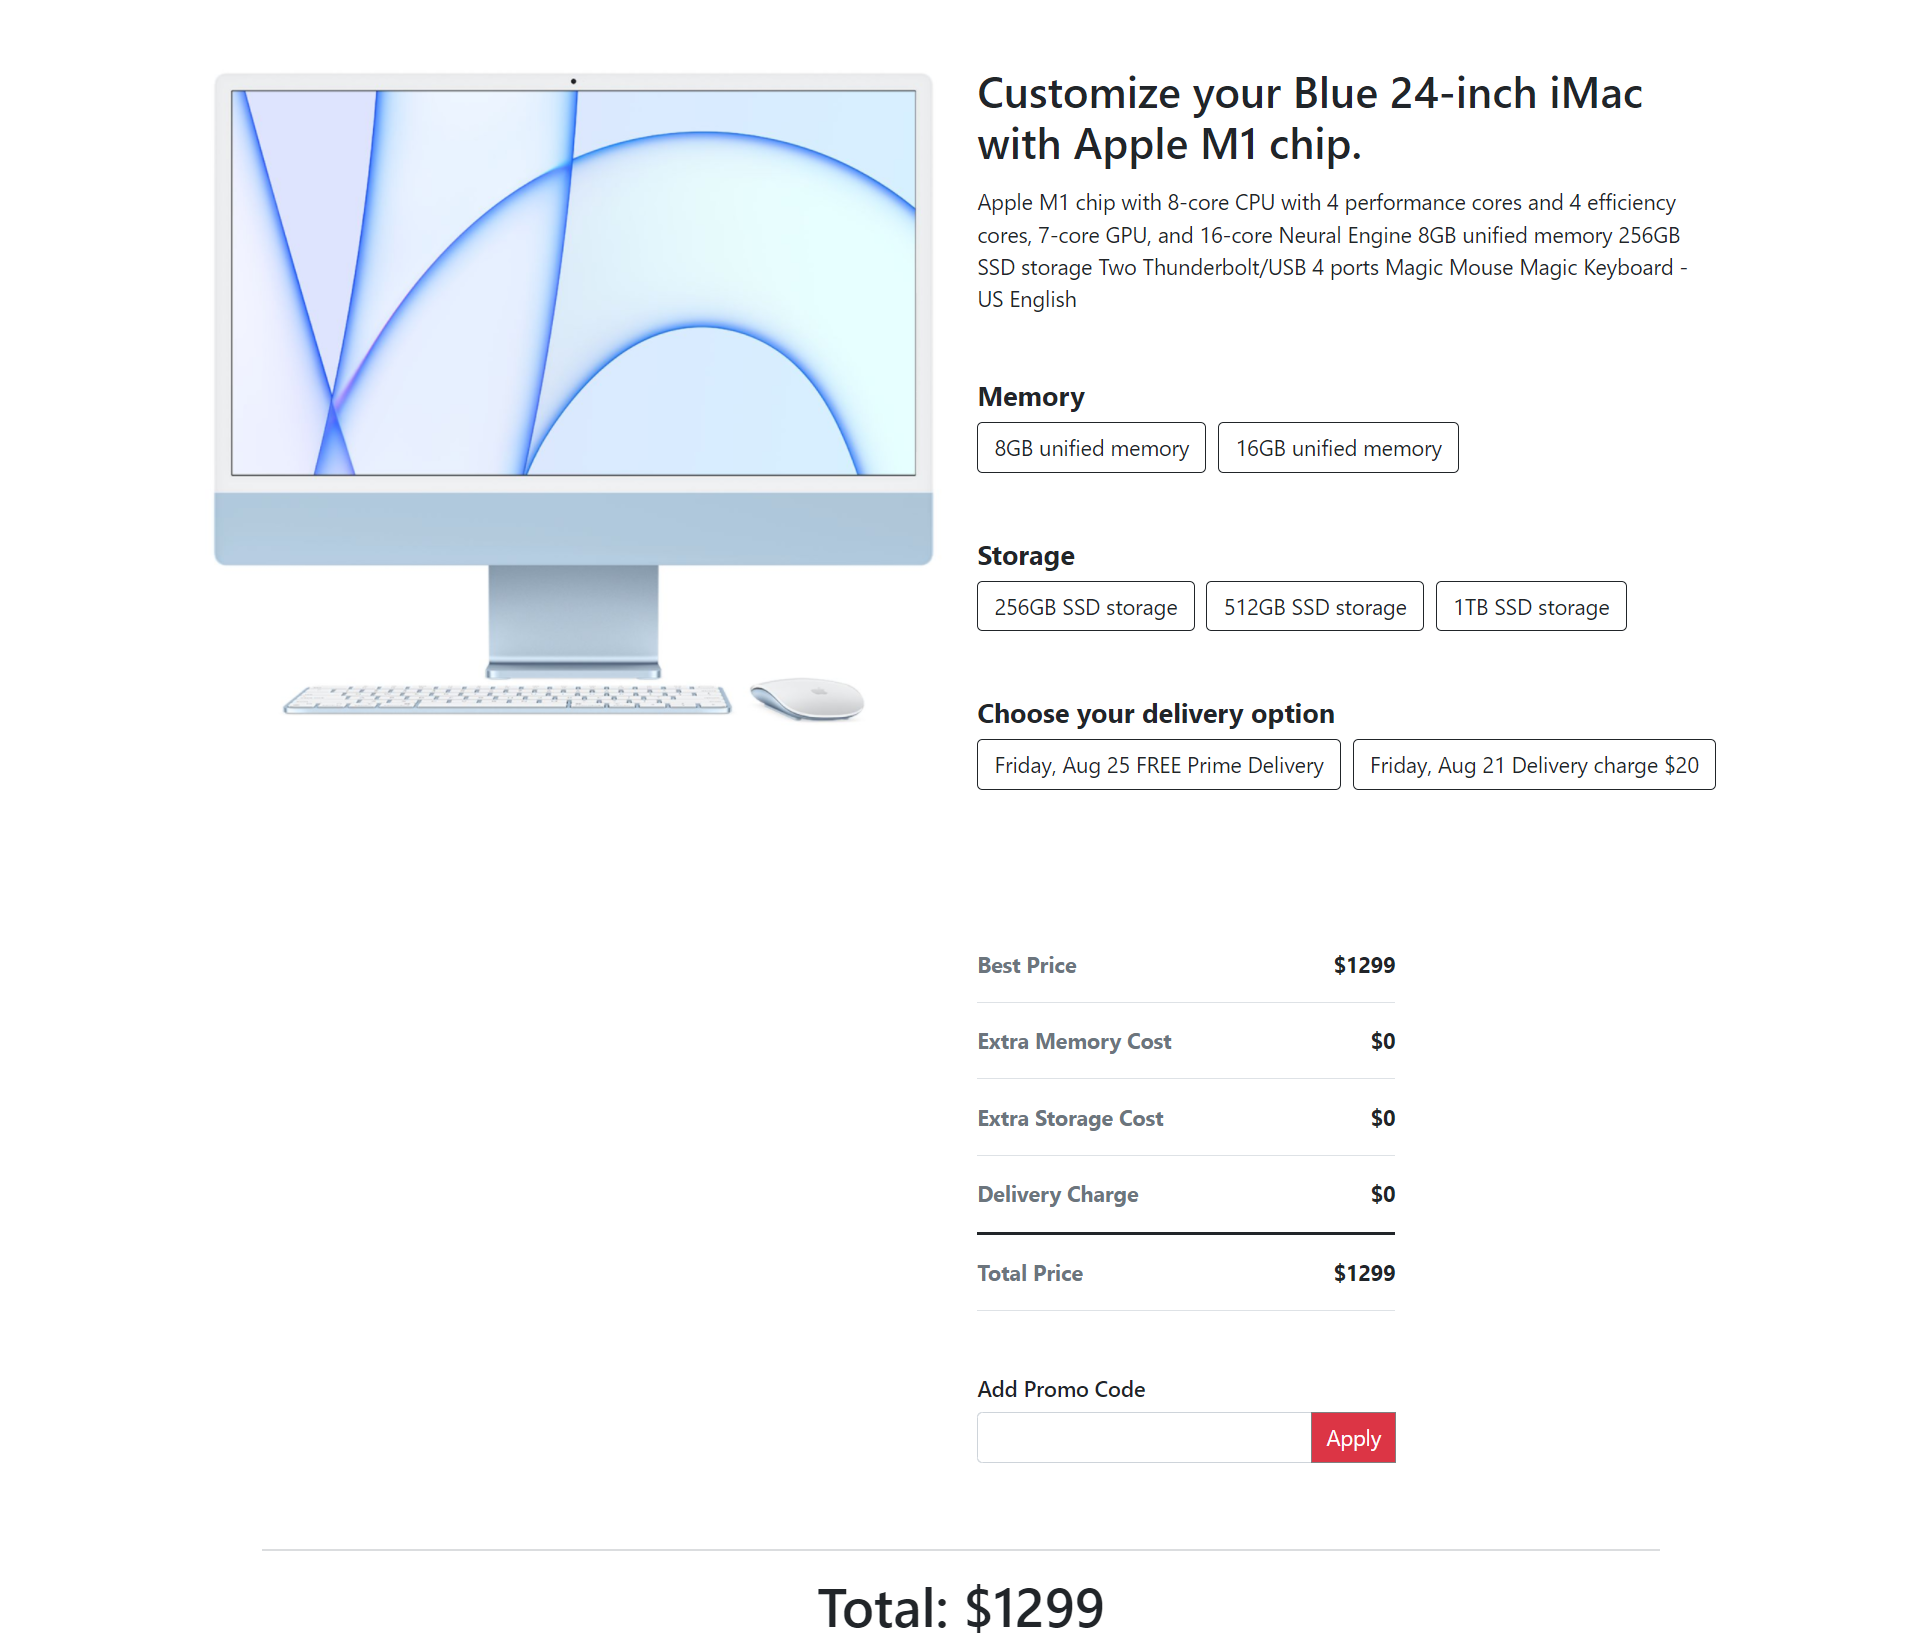 Customize your Blue 24-inch iMac
with Apple M1 chip.
Apple M1 chip with 8-core CPU with 4 performance cores and 4 efficiency
cores, 7-core GPU, and 16-core Neural Engine 8GB unified memory 256GB
SSD storage Two Thunderbolt/USB 4 ports Magic Mouse Magic Keyboard -
US English
Memory
8GB unified memory 16GB unified memory
Storage
256GB SSD storage 512GB SSD storage 1TB SSD storage
Choose your delivery option
Friday, Aug 25 FREE Prime Delivery Friday, Aug 21 Delivery charge $20
Best Price $1299
Extra Memory Cost $0
Extra Storage Cost $0
Delivery Charge $0
Total Price $1299
Add Promo Code
Apply
Total: $1299